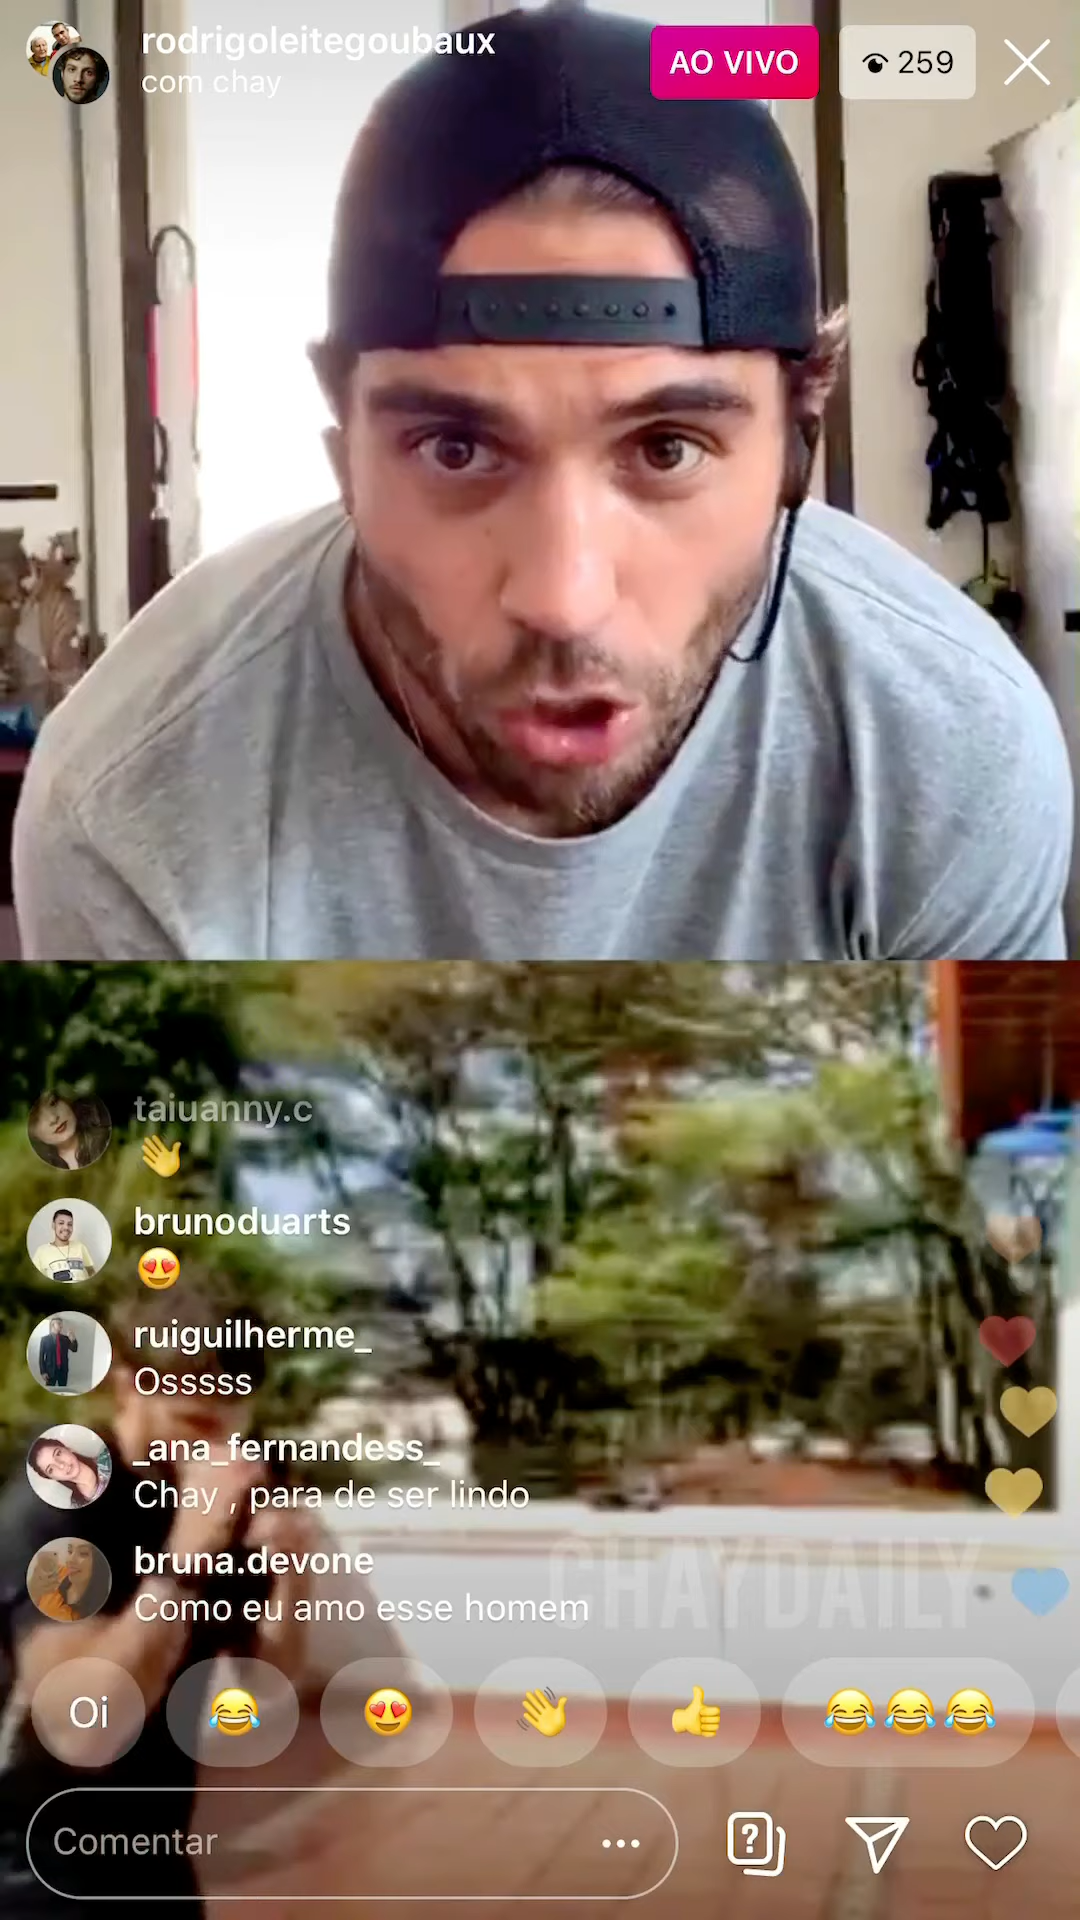 rodrigoleitegoubaux
com chay
AO VIVO
259
taiuanny.c
brunoduarts
ruiguilherme_
Osssss
_ana_fernandess_
Chay , para de ser lindo
bruna.devone
Como eu amo esse homem
CHAYDAILY
Oi
Comentar